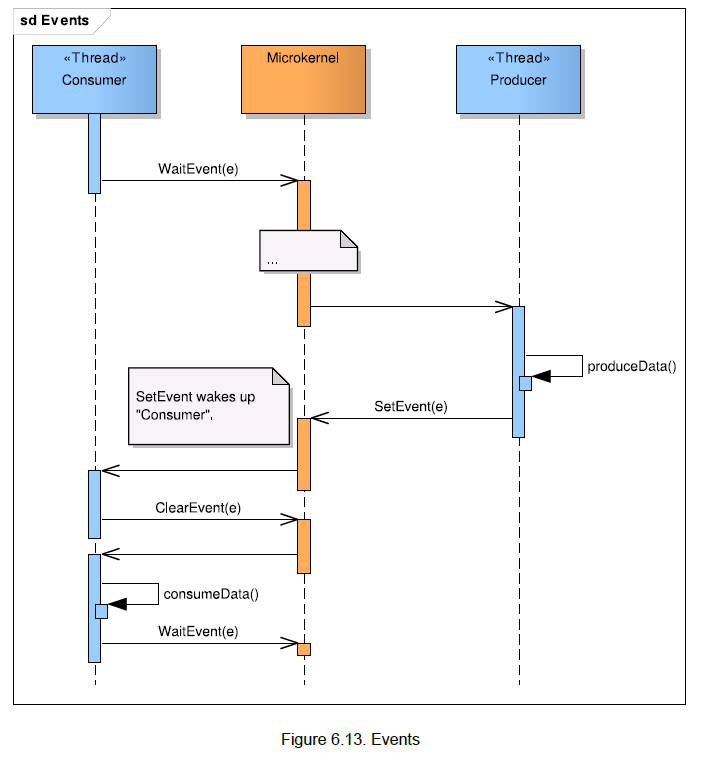 sd Events
«Thread»
Consumer
Microkernel
«Thread»
Producer
WaitEvent(e)
...
produceData()
SetEvent wakes up
"Consumer".
SetEvent(e)
ClearEvent(e)
consumeData()
WaitEvent(e)
Figure 6.13. Events